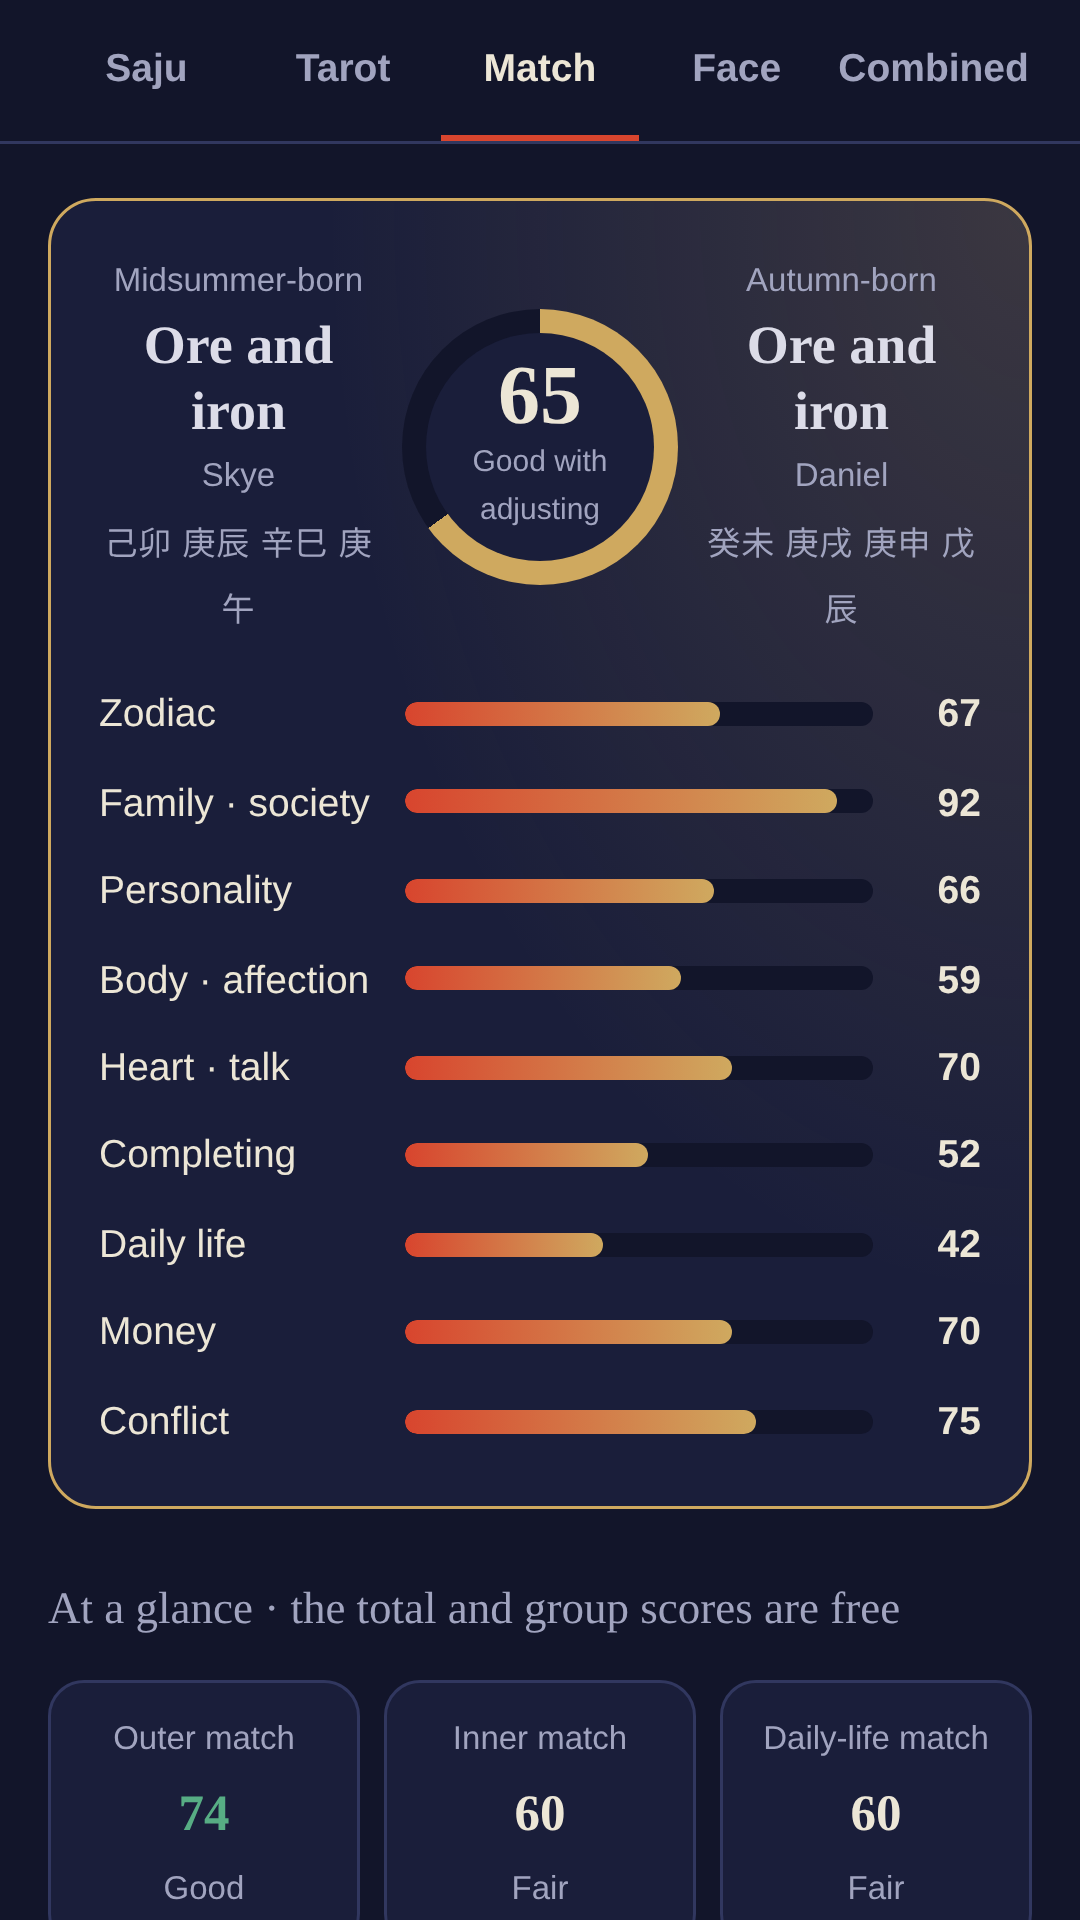 Saju Tarot Match Face Combined
Midsummer-born
Ore and
iron
Skye
己卯 庚辰 辛巳 庚
午
65
Good with
adjusting
Autumn-born
Ore and
iron
Daniel
癸未 庚戌 庚申 戊
辰
Zodiac 67
Family · society 92
Personality 66
Body · affection 59
Heart · talk 70
Completing 52
Daily life 42
Money 70
Conflict 75
At a glance · the total and group scores are free
Outer match
74
Good
Inner match
60
Fair
Daily-life match
60
Fair